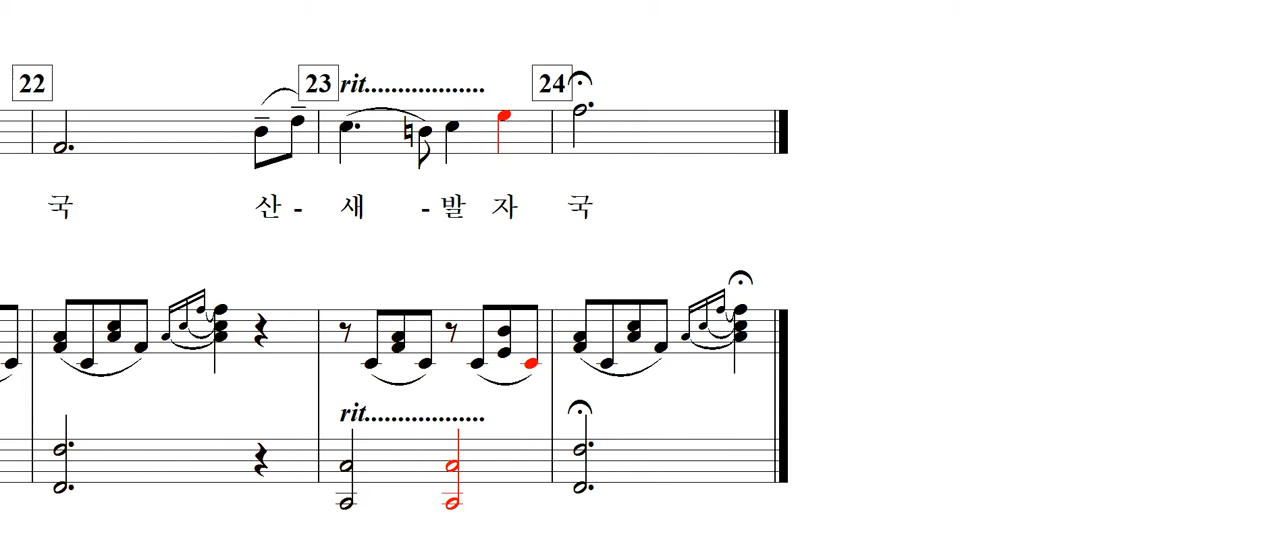 22 23 rit.................. 24
국 산 - 새 - 발 자 국
rit..................